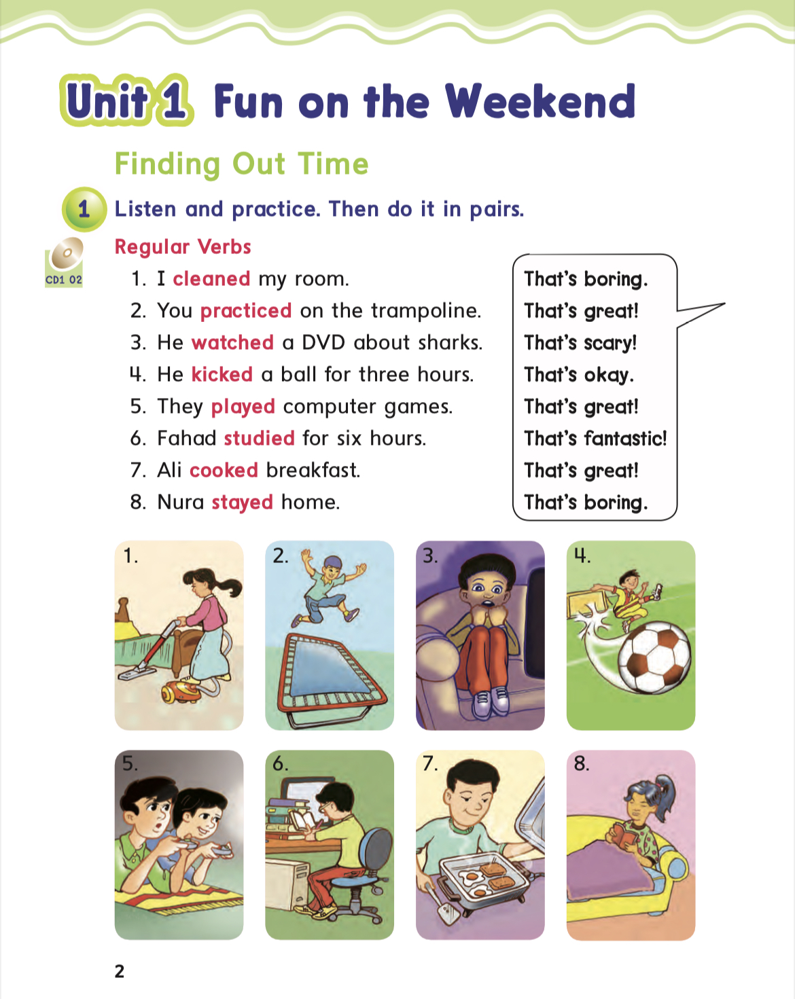 Unit 1 Fun on the Weekend
Finding Out Time
1 Listen and practice. Then do it in pairs.
CD1 02
Regular Verbs
1. I cleaned my room.
2. You practiced on the trampoline.
3. He watched a DVD about sharks.
4. He kicked a ball for three hours.
5. They played computer games.
6. Fahad studied for six hours.
7. Ali cooked breakfast.
8. Nura stayed home.
That's boring.
That's great!
That's scary!
That's okay.
That's great!
That's fantastic!
That's great!
That's boring.
1.
2.
3.
4.
5.
6.
7.
8.
2